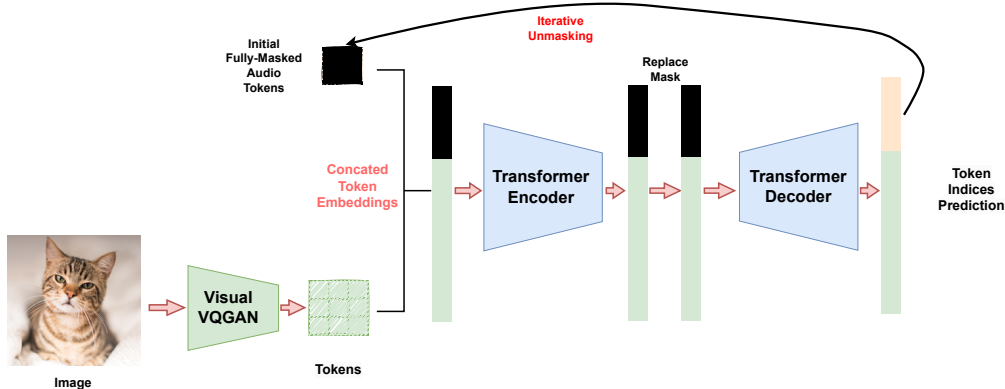 Iterative
Unmasking
Initial
Fully-Masked
Audio
Tokens
Replace
Mask
Concated
Token
Embeddings
Transformer
Encoder
Transformer
Decoder
Token
Indices
Prediction
Visual
VQGAN
Tokens
Image